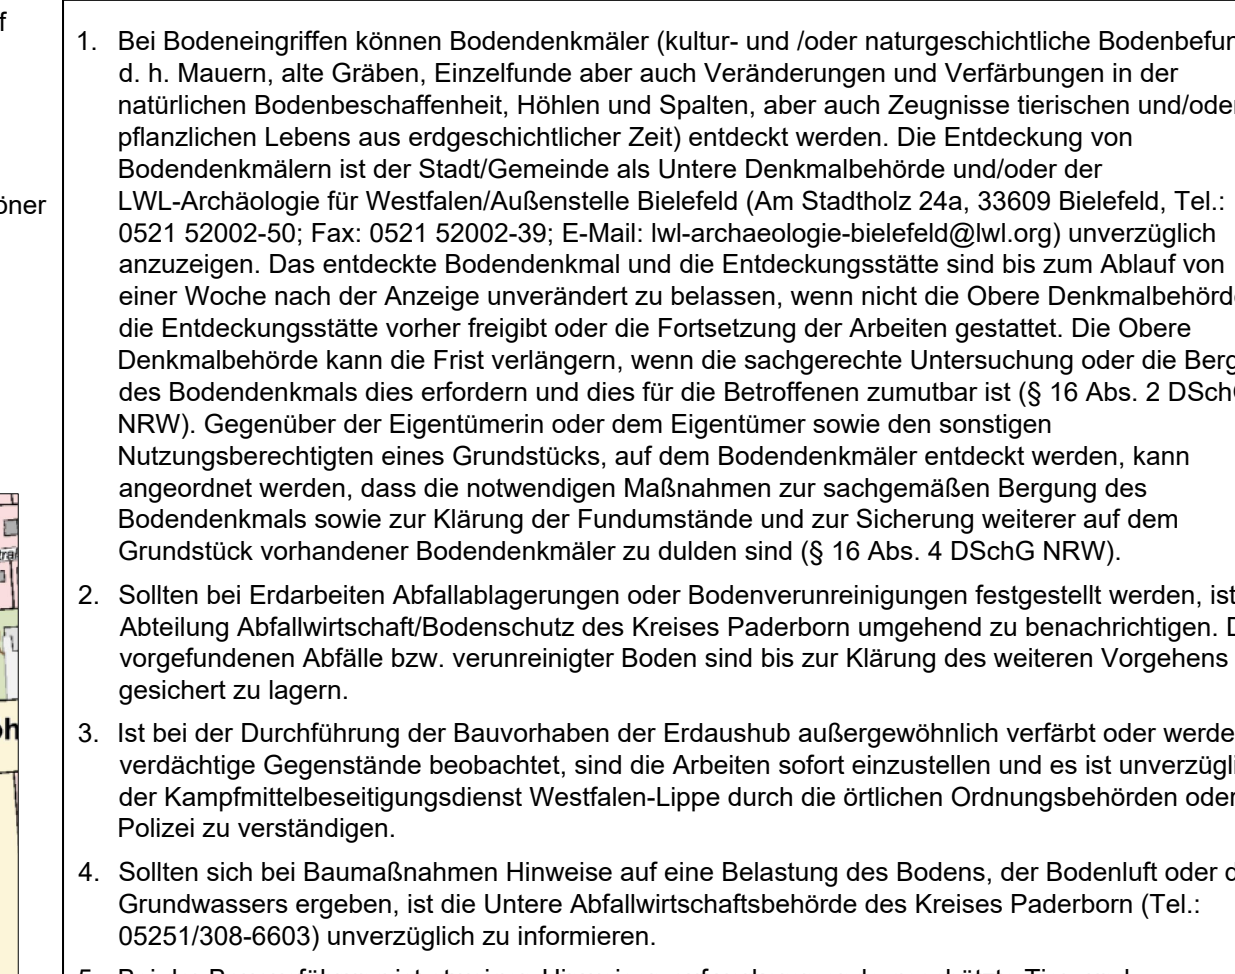 1. Bei Bodeneingriffen können Bodendenkmäler (kultur- und /oder naturgeschichtliche
d. h. Mauern, alte Gräben, Einzelfunde aber auch Veränderungen und Verfärbungen in der
natürlichen Bodenbeschaffenheit, Höhlen und Spalten, aber auch Zeugnisse tierischen und/oder
pflanzlichen Lebens aus erdgeschichtlicher Zeit) entdeckt werden. Die Entdeckung von
Bodendenkmälern ist der Stadt/Gemeinde als Untere Denkmalbehörde und/oder der
LWL-Archäologie für Westfalen/Außenstelle Bielefeld (Am Stadtholz 24a, 33609 Bielefeld, Tel.:
0521 52002-50; Fax: 0521 52002-39; E-Mail: lwl-archaeologie-bielefeld@lwl.org) unverzüglich
anzuzeigen. Das entdeckte Bodendenkmal und die Entdeckungsstätte sind bis zum Ablauf von
einer Woche nach der Anzeige unverändert zu belassen, wenn nicht die Obere Denkmalbehörde
die Entdeckungsstätte vorher freigibt oder die Fortsetzung der Arbeiten gestattet. Die Obere
Denkmalbehörde kann die Frist verlängern, wenn die sachgerechte Untersuchung oder die
des Bodendenkmals dies erfordern und dies für die Betroffenen zumutbar ist (§ 16 Abs. 2 DSchG
NRW). Gegenüber der Eigentümerin oder dem Eigentümer sowie den sonstigen
Nutzungsberechtigten eines Grundstücks, auf dem Bodendenkmäler entdeckt werden, kann
angeordnet werden, dass die notwendigen Maßnahmen zur sachgemäßen Bergung des
Bodendenkmals sowie zur Klärung der Fundumstände und zur Sicherung weiterer auf dem
Grundstück vorhandener Bodendenkmäler zu dulden sind (§ 16 Abs. 4 DSchG NRW).
2. Sollten bei Erdarbeiten Abfallablagerungen oder Bodenverunreinigungen festgestellt werden, ist
Abteilung Abfallwirtschaft/Bodenschutz des Kreises Paderborn umgehend zu benachrichtigen.
vorgefundenen Abfälle bzw. verunreinigter Boden sind bis zur Klärung des weiteren Vorgehens
gesichert zu lagern.
3. Ist bei der Durchführung der Bauvorhaben der Erdaushub außergewöhnlich verfärbt oder
verdächtige Gegenstände beobachtet, sind die Arbeiten sofort einzustellen und es ist
der Kampfmittelbeseitigungsdienst Westfalen-Lippe durch die örtlichen Ordnungsbehörden oder
Polizei zu verständigen.
4. Sollten sich bei Baumaßnahmen Hinweise auf eine Belastung des Bodens, der Bodenluft oder
Grundwassers ergeben, ist die Untere Abfallwirtschaftsbehörde des Kreises Paderborn (Tel.:
05251/308-6603) unverzüglich zu informieren.